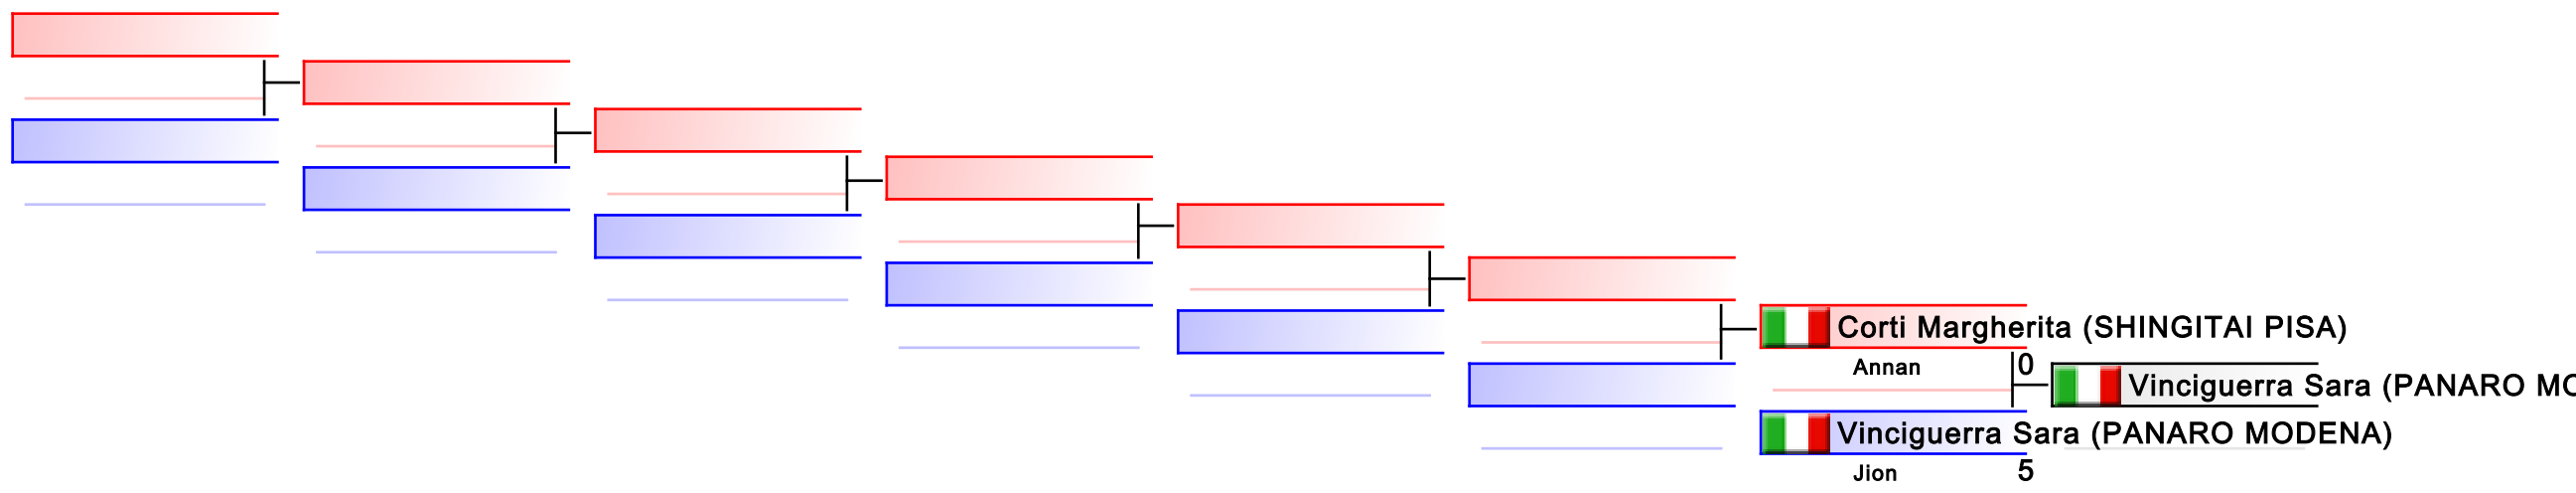 Corti Margherita (SHINGITAI PISA)
Annan
0
Vinciguerra Sara (PANARO MO
Vinciguerra Sara (PANARO MODENA)
Jion
5